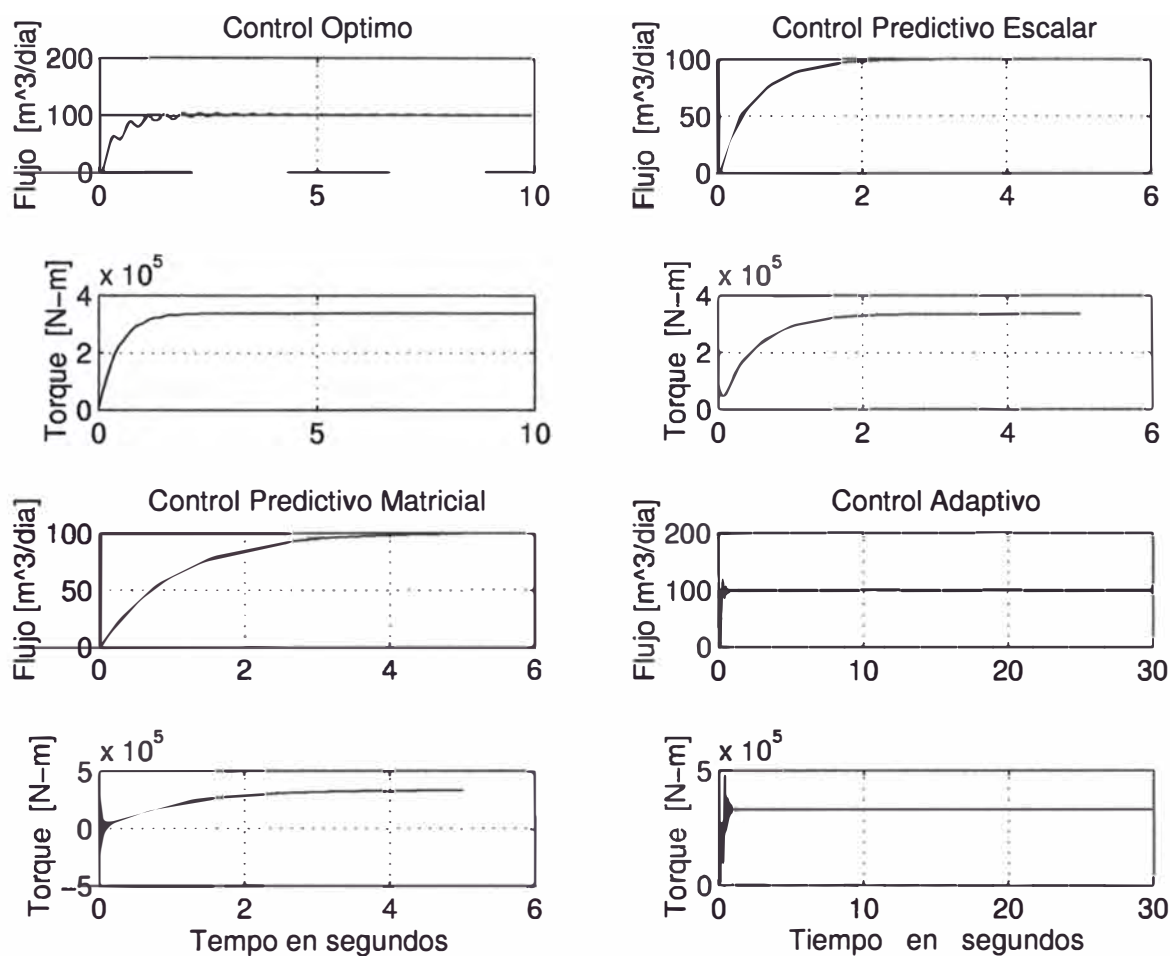 Control Optimo
Flujo [m^3/dia]
200
100
0
0 5 10
Torque [N-m]
x 10^5
4
2
0
0 5 10
Control Predictivo Escalar
Flujo [m^3/dia]
100
50
0
0 2 4 6
Torque [N-m]
x 10^5
4
2
0
0 2 4 6
Control Predictivo Matricial
Flujo [m^3/dia]
100
50
0
0 2 4 6
Torque [N-m]
x 10^5
5
0
-5
0 2 4 6
Tempo en segundos
Control Adaptivo
Flujo [m^3/dia]
200
100
0
0 10 20 30
Torque [N-m]
x 10^5
5
0
0 10 20 30
Tiempo en segundos